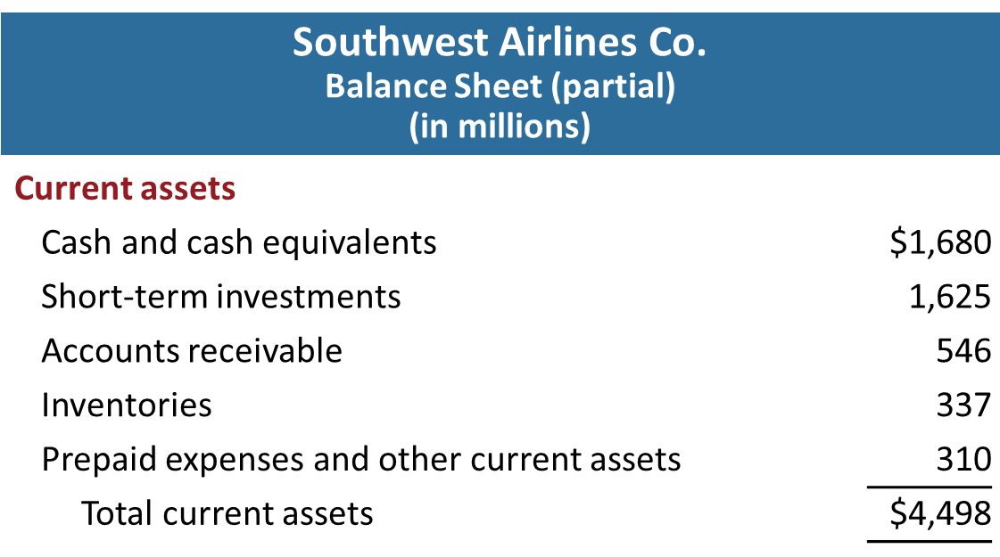 Southwest Airlines Co.
Balance Sheet (partial)
(in millions)
Current assets
Cash and cash equivalents $1,680
Short-term investments 1,625
Accounts receivable 546
Inventories 337
Prepaid expenses and other current assets 310
Total current assets $4,498